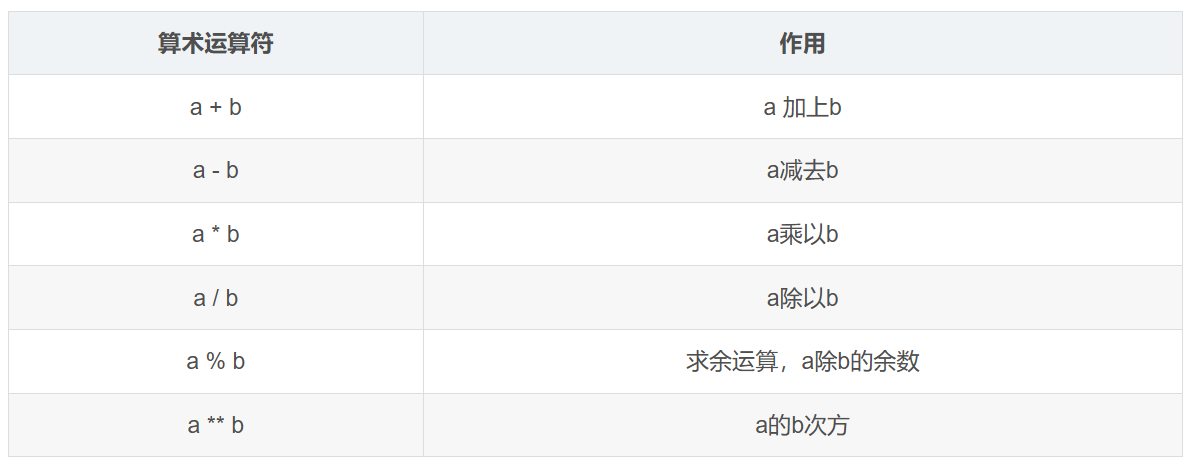 算术运算符 作用
a + b a 加上b
a - b a减去b
a * b a乘以b
a / b a除以b
a % b 求余运算，a除b的余数
a ** b a的b次方